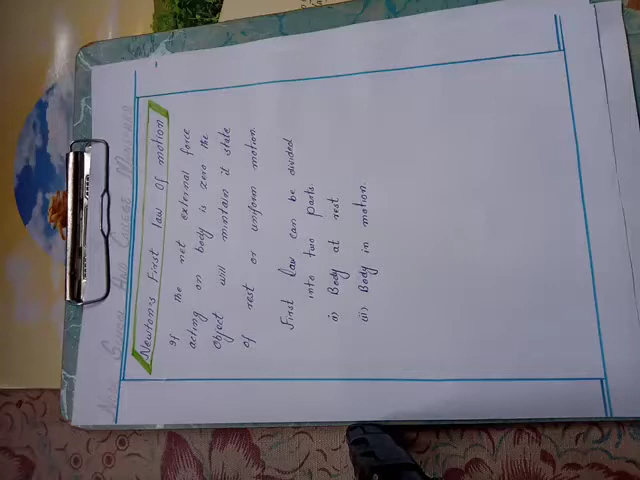 Newton's First law Of motion
If the net external force
acting on body is zero the
Object will mintain it state
Of rest or uniform motion.
First law can be divided
into two parts:
i) Body at rest
(ii) Body in motion.